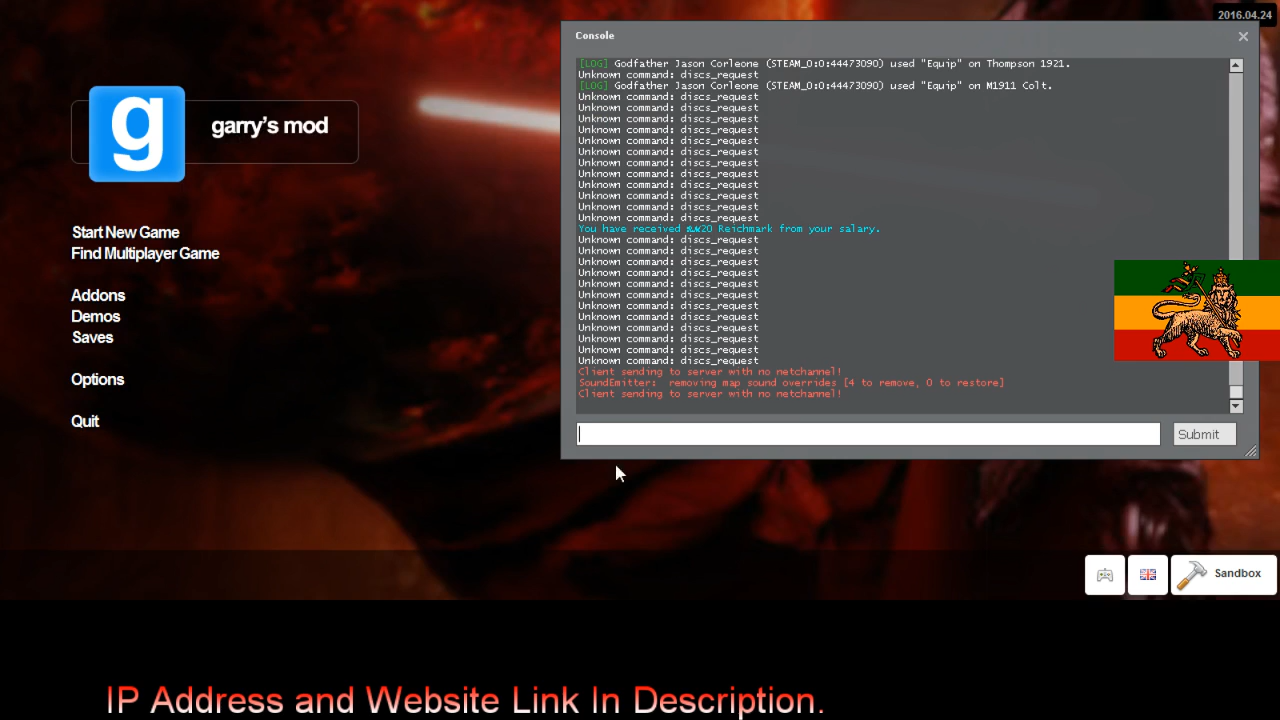 2016.04.24
Console
[LOG] Godfather Jason Corleone (STEAM_0:0:44473090) used "Equip" on Thompson 1921.
Unknown command: discs_request
[LOG] Godfather Jason Corleone (STEAM_0:0:44473090) used "Equip" on M1911 Colt.
Unknown command: discs_request
Unknown command: discs_request
Unknown command: discs_request
Unknown command: discs_request
Unknown command: discs_request
Unknown command: discs_request
Unknown command: discs_request
Unknown command: discs_request
Unknown command: discs_request
Unknown command: discs_request
Unknown command: discs_request
Unknown command: discs_request
You have received 20 Reichmark from your salary.
Unknown command: discs_request
Unknown command: discs_request
Unknown command: discs_request
Unknown command: discs_request
Unknown command: discs_request
Unknown command: discs_request
Unknown command: discs_request
Unknown command: discs_request
Unknown command: discs_request
Unknown command: discs_request
Unknown command: discs_request
Unknown command: discs_request
Client sending to server with no netchannel!
SoundEmitter: removing map sound overrides [4 to remove, 0 to restore]
Client sending to server with no netchannel!
Submit
g
garry's mod
Start New Game
Find Multiplayer Game
Addons
Demos
Saves
Options
Quit
Sandbox
IP Address and Website Link In Description.